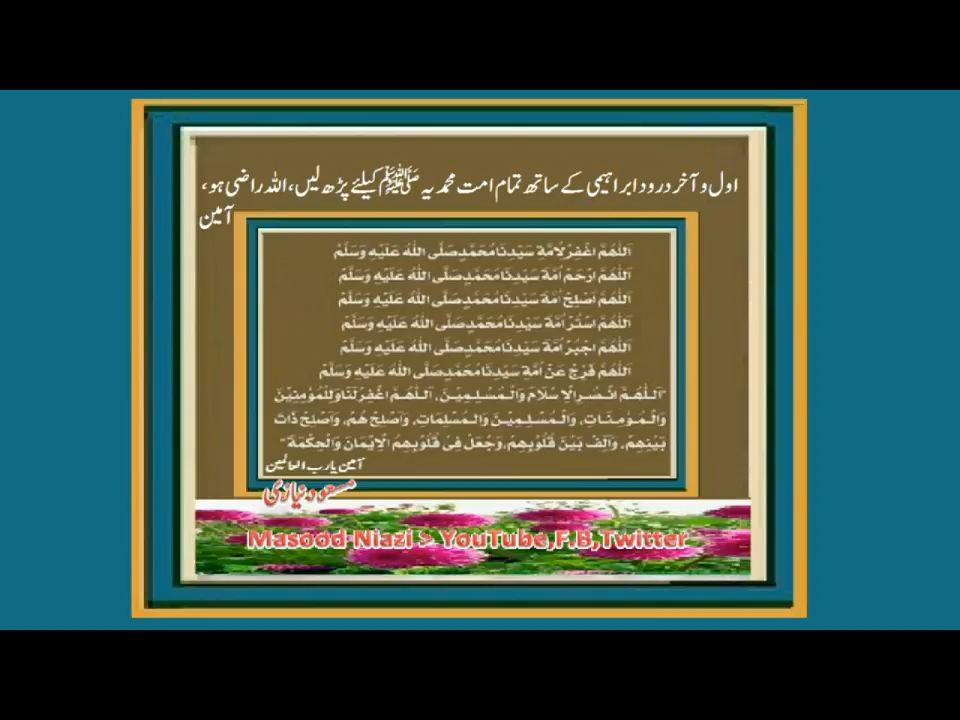 اول و آخر درود ابراہیمی کے ساتھ تمام امت محمدیہ ﷺ کیلئے پڑھ لیں، اللہ راضی ہو،
آمین
اَللّٰهُمَّ اغْفِرْ لِاُمَّةِ سَيِّدِنَا مُحَمَّدٍ صَلَّى اللّٰهُ عَلَيْهِ وَسَلَّمْ
اَللّٰهُمَّ ارْحَمْ اُمَّةَ سَيِّدِنَا مُحَمَّدٍ صَلَّى اللّٰهُ عَلَيْهِ وَسَلَّمْ
اَللّٰهُمَّ اَصْلِحْ اُمَّةَ سَيِّدِنَا مُحَمَّدٍ صَلَّى اللّٰهُ عَلَيْهِ وَسَلَّمْ
اَللّٰهُمَّ اسْتُرْ اُمَّةَ سَيِّدِنَا مُحَمَّدٍ صَلَّى اللّٰهُ عَلَيْهِ وَسَلَّمْ
اَللّٰهُمَّ اجْبُرْ اُمَّةَ سَيِّدِنَا مُحَمَّدٍ صَلَّى اللّٰهُ عَلَيْهِ وَسَلَّمْ
اَللّٰهُمَّ فَرِّجْ عَنْ اُمَّةِ سَيِّدِنَا مُحَمَّدٍ صَلَّى اللّٰهُ عَلَيْهِ وَسَلَّمْ
"اَللّٰهُمَّ انْصُرِ الْاِسْلَامَ وَالْمُسْلِمِيْنَ، اَللّٰهُمَّ اغْفِرْ لَنَا وَلِلْمُؤْمِنِيْنَ
وَالْمُؤْمِنَاتِ، وَالْمُسْلِمِيْنَ وَالْمُسْلِمَاتِ، وَاَصْلِحْ هُمْ، وَاَصْلِحْ ذَاتَ
بَيْنِهِمْ، وَاَلِّفْ بَيْنَ قُلُوْبِهِمْ، وَجْعَلْ فِىْ قُلُوْبِهِمُ الْاِيْمَانَ وَالْحِكْمَةَ"
آمین یارب العالمین
مسعود نیازی
Masood Niazi > YouTube,F.B,Twitter